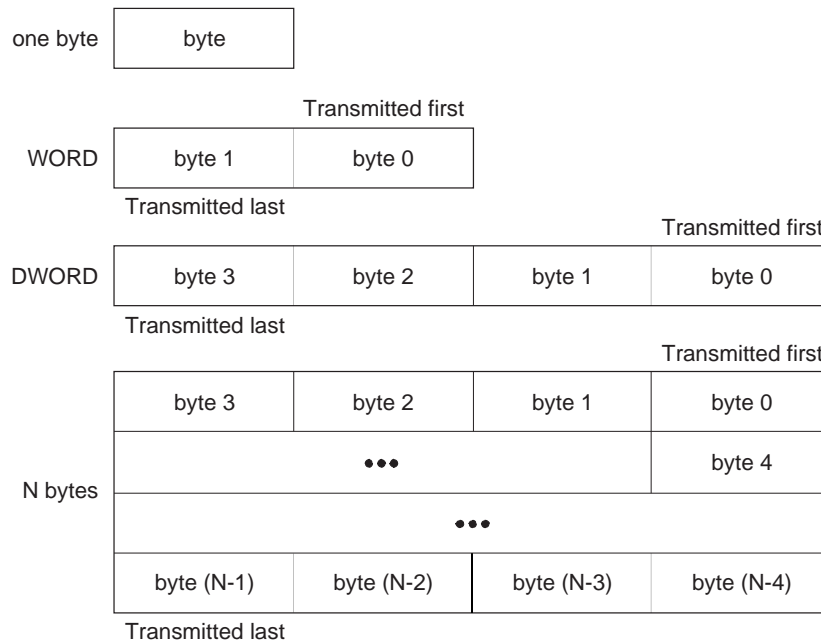 one byte
byte
Transmitted first
WORD
byte 1
byte 0
Transmitted last
Transmitted first
DWORD
byte 3
byte 2
byte 1
byte 0
Transmitted last
Transmitted first
N bytes
byte 3
byte 2
byte 1
byte 0
•••
byte 4
•••
byte (N-1)
byte (N-2)
byte (N-3)
byte (N-4)
Transmitted last